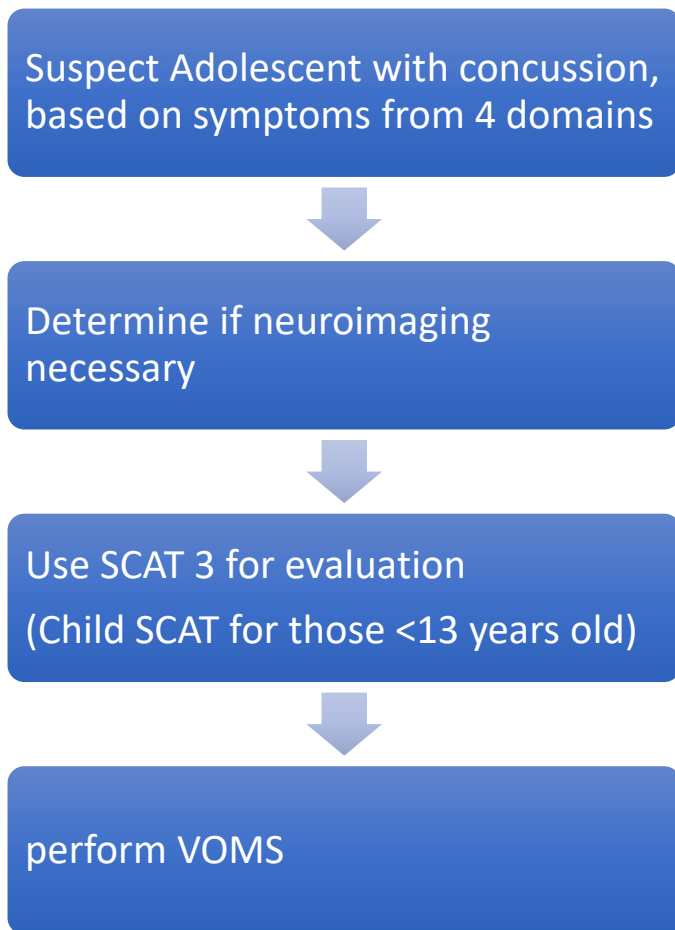 Suspect Adolescent with concussion,
based on symptoms from 4 domains
Determine if neuroimaging
necessary
Use SCAT 3 for evaluation
(Child SCAT for those <13 years old)
perform VOMS